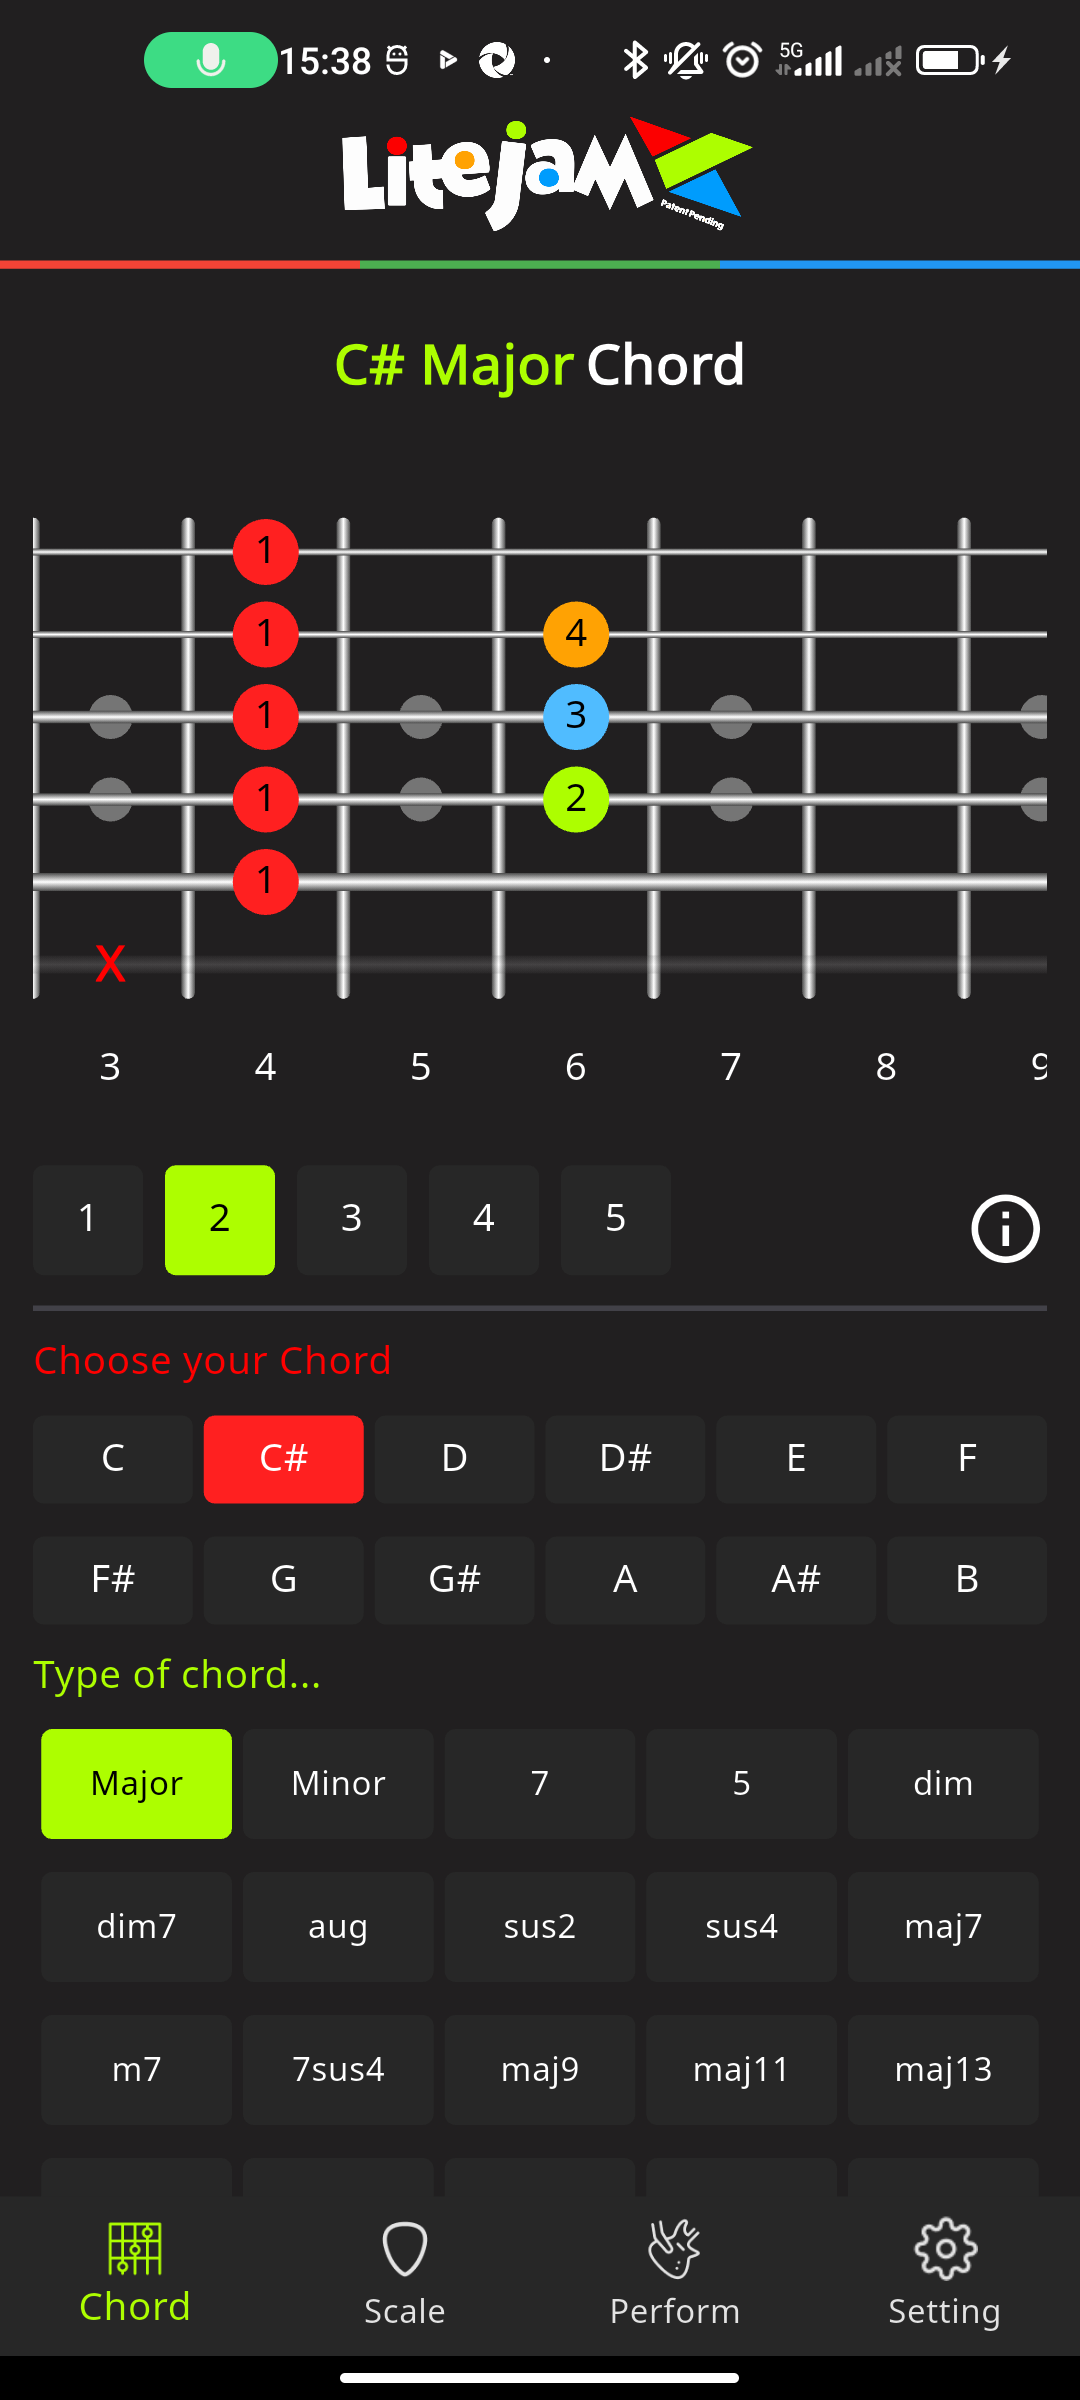 15:38
5G
LitejaM
Patent Pending
C# Major Chord
1
1 4
1 3
1 2
1
X
3 4 5 6 7 8 9
1 2 3 4 5
Choose your Chord
C C# D D# E F
F# G G# A A# B
Type of chord...
Major Minor 7 5 dim
dim7 aug sus2 sus4 maj7
m7 7sus4 maj9 maj11 maj13
Chord Scale Perform Setting